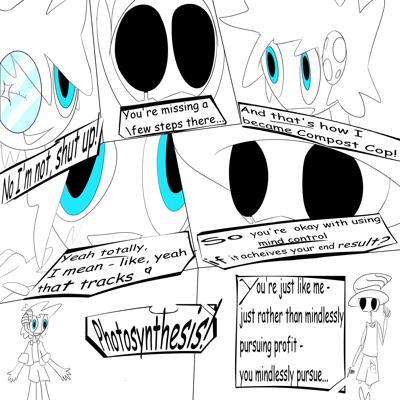 No I'm not, shut up!
You're missing a
few steps there...
And that's how I
became Compost Cop!
Yeah totally,
I mean - like, yeah
that tracks
So you're okay with using
mind control
if it acheives your end result?
Photosynthesis!
You're just like me -
just rather than mindlessly
pursuing profit -
you mindlessly pursue...